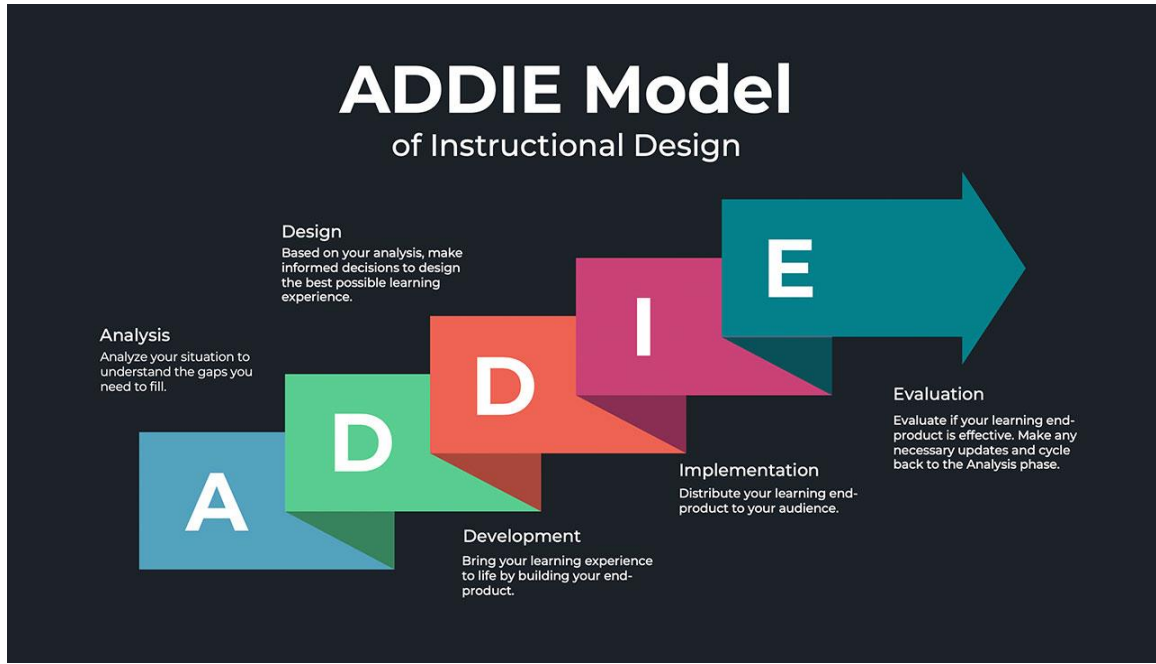 ADDIE Model
of Instructional Design
Design
Based on your analysis, make
informed decisions to design
the best possible learning
experience.
Analysis
Analyze your situation to
understand the gaps you
need to fill.
A
D
D
I
E
Evaluation
Evaluate if your learning end-
product is effective. Make any
necessary updates and cycle
back to the Analysis phase.
Implementation
Distribute your learning end-
product to your audience.
Development
Bring your learning experience
to life by building your end-
product.